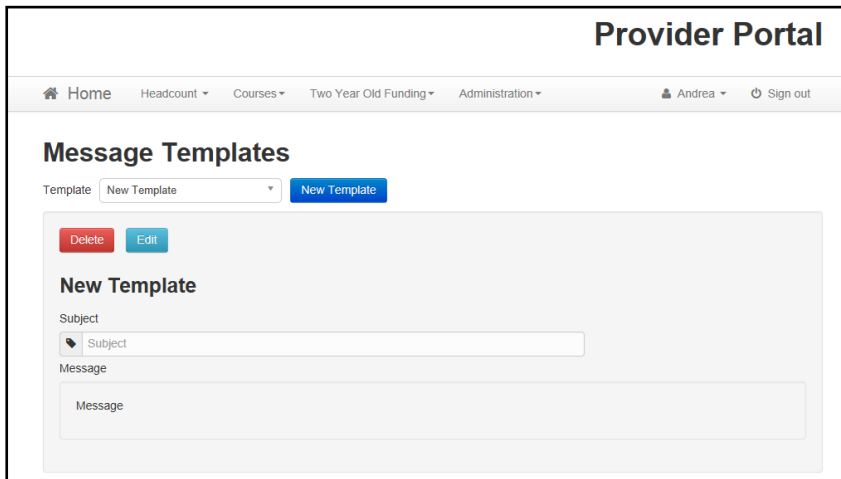 Provider Portal
Home Headcount Courses Two Year Old Funding Administration Andrea Sign out
Message Templates
Template New Template New Template
Delete Edit
New Template
Subject
Subject
Message
Message